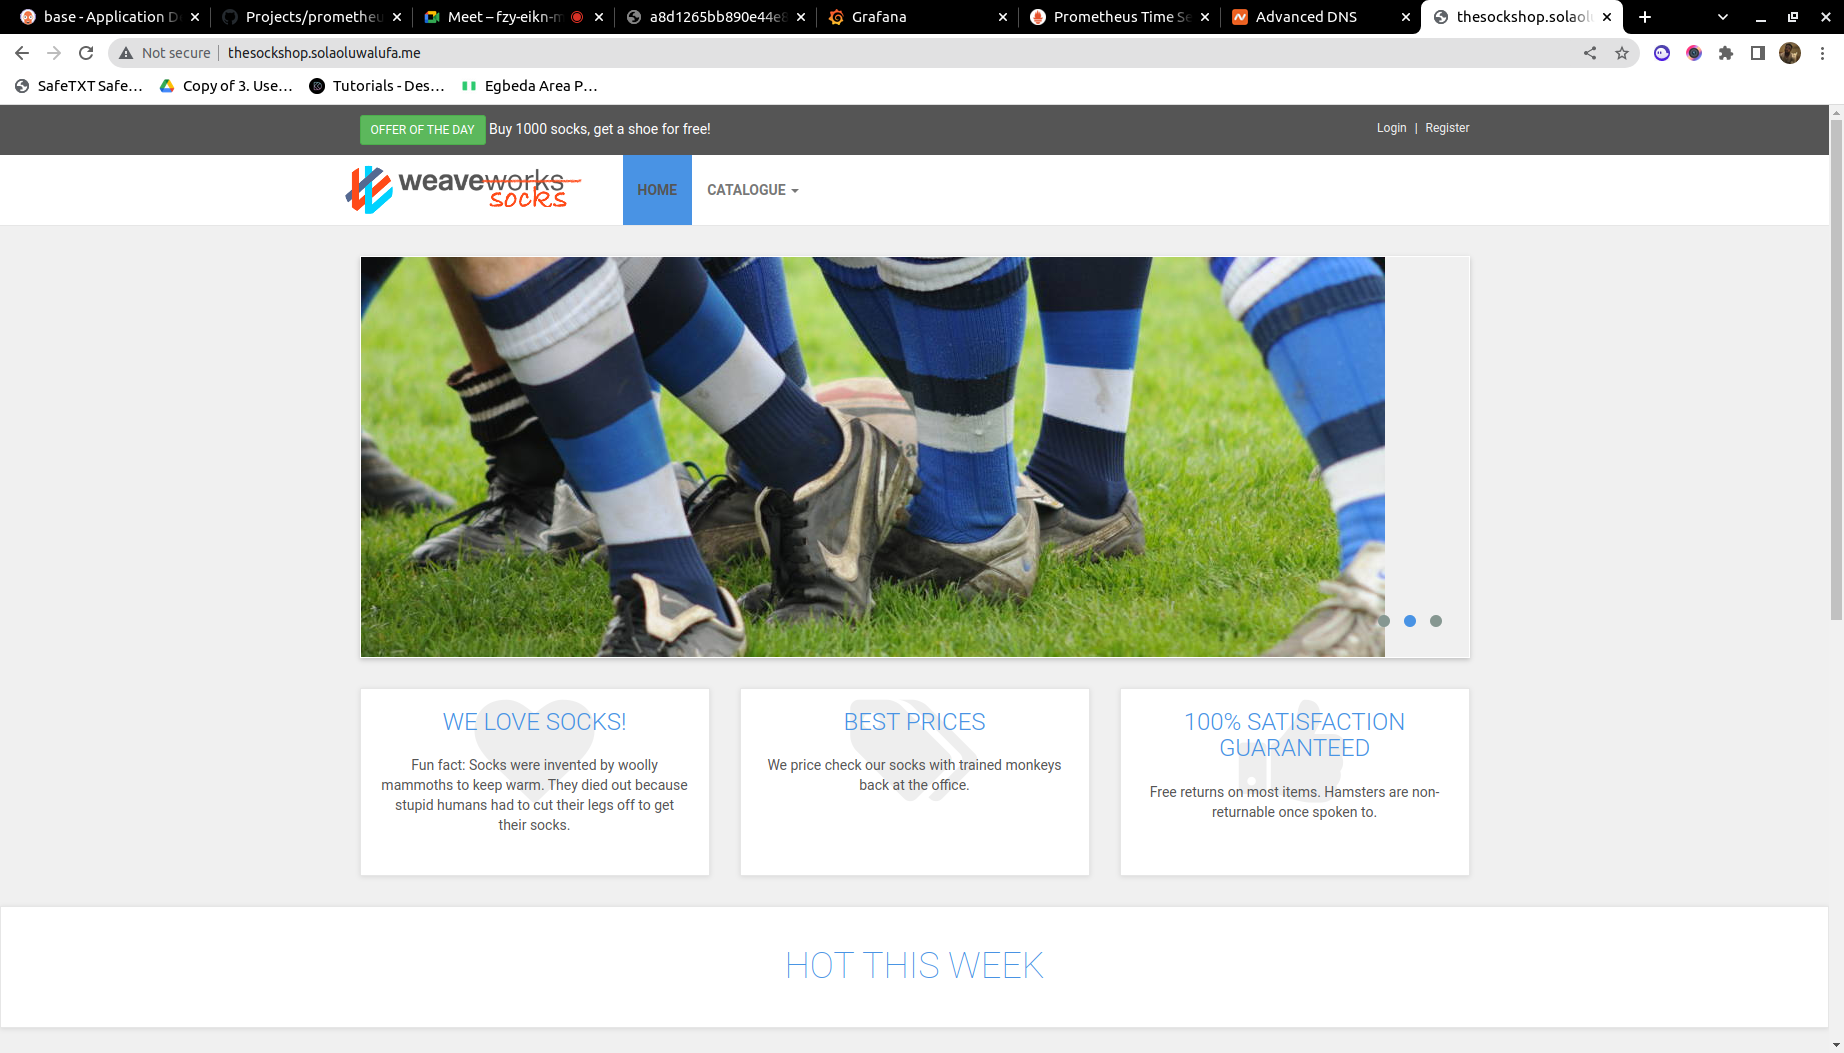 base - Application D
Projects/prometheu
Meet – fzy-eikn-m
a8d1265bb890e44e8
Grafana
Prometheus Time Se
Advanced DNS
thesockshop.solaolu
Not secure
thesockshop.solaoluwalufa.me
SafeTXT Safe...
Copy of 3. Use...
Tutorials - Des...
Egbeda Area P...
OFFER OF THE DAY Buy 1000 socks, get a shoe for free!
Login | Register
weaveworks
socks
HOME
CATALOGUE
WE LOVE SOCKS!
Fun fact: Socks were invented by woolly
mammoths to keep warm. They died out because
stupid humans had to cut their legs off to get
their socks.
BEST PRICES
We price check our socks with trained monkeys
back at the office.
100% SATISFACTION
GUARANTEED
Free returns on most items. Hamsters are non-
returnable once spoken to.
HOT THIS WEEK